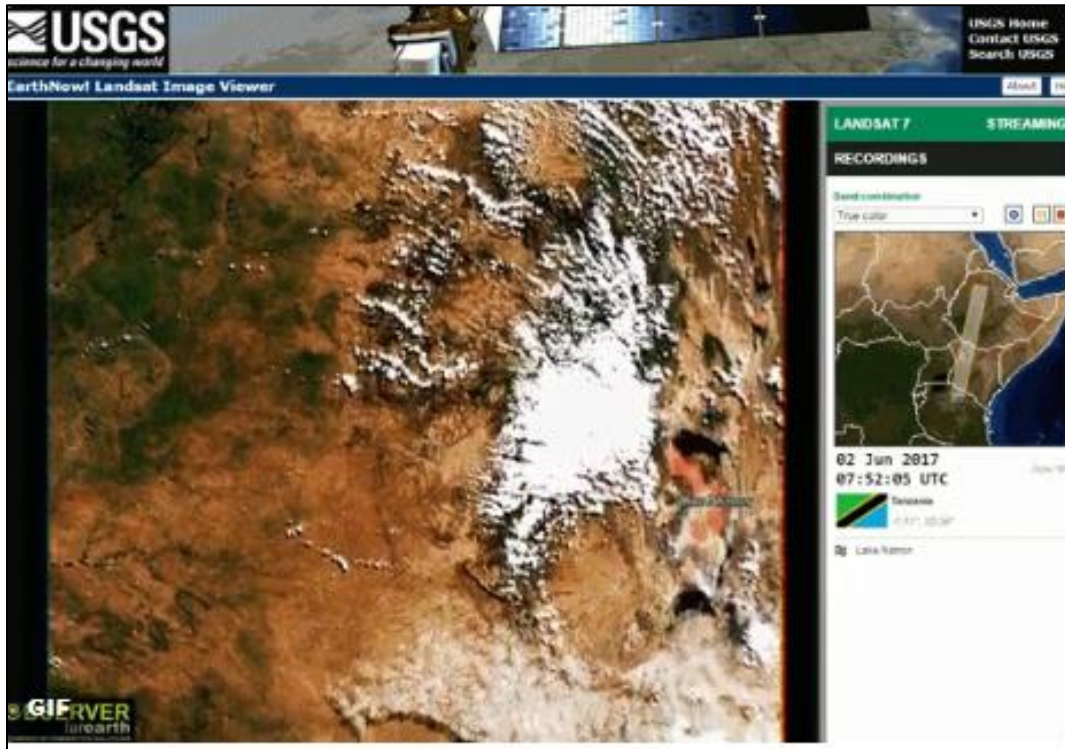 USGS
science for a changing world
USGS Home
Contact USGS
Search USGS
EarthNow! Landsat Image Viewer
About
LANDSAT 7 STREAMING
RECORDINGS
Band combination
True color
02 Jun 2017
07:52:05 UTC
Tanzania
Lake Natron
GIF